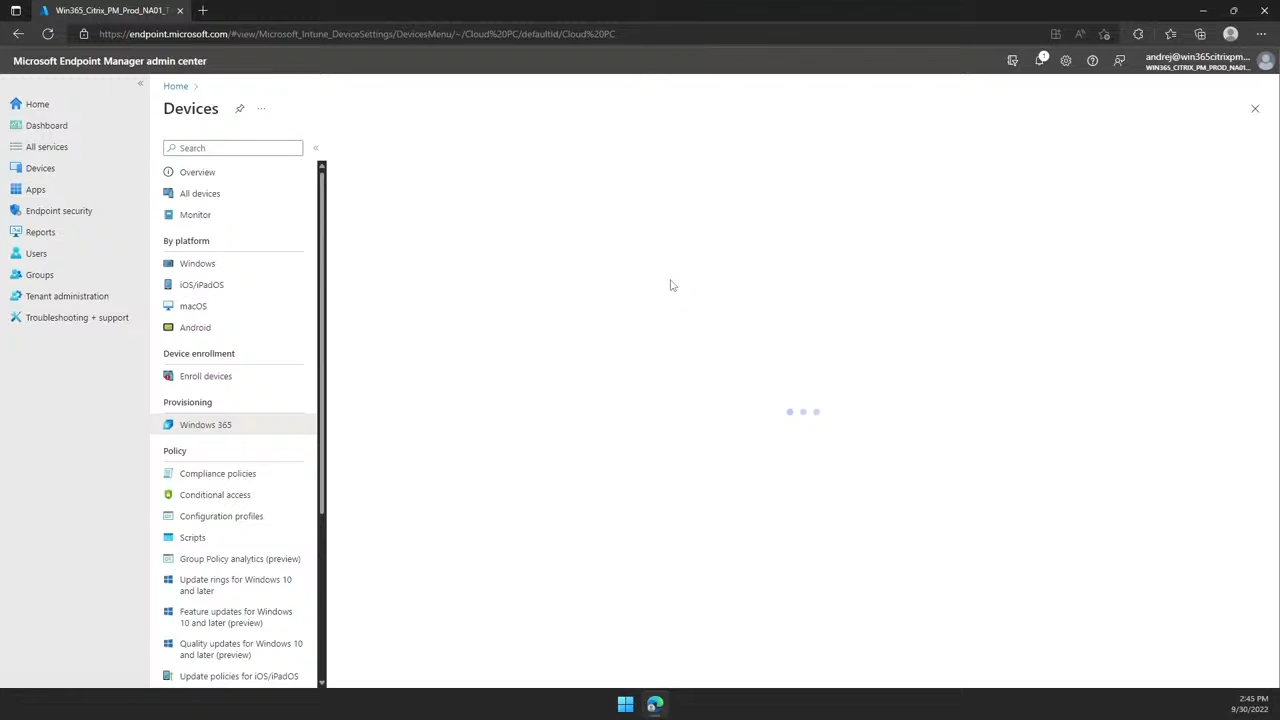 Win365_Citrix_PM_Prod_NA01_T
https://endpoint.microsoft.com/#view/Microsoft_Intune_DeviceSettings/DevicesMenu/~/Cloud%20PC/defaultId/Cloud%20PC
Microsoft Endpoint Manager admin center
1
andrej@win365citrixpm...
WIN365_CITRIX_PM_PROD_NA01...
Home
Dashboard
All services
Devices
Apps
Endpoint security
Reports
Users
Groups
Tenant administration
Troubleshooting + support
Home
Devices
Search
Overview
All devices
Monitor
By platform
Windows
iOS/iPadOS
macOS
Android
Device enrollment
Enroll devices
Provisioning
Windows 365
Policy
Compliance policies
Conditional access
Configuration profiles
Scripts
Group Policy analytics (preview)
Update rings for Windows 10
and later
Feature updates for Windows
10 and later (preview)
Quality updates for Windows 10
and later (preview)
Update policies for iOS/iPadOS
2:45 PM
9/30/2022